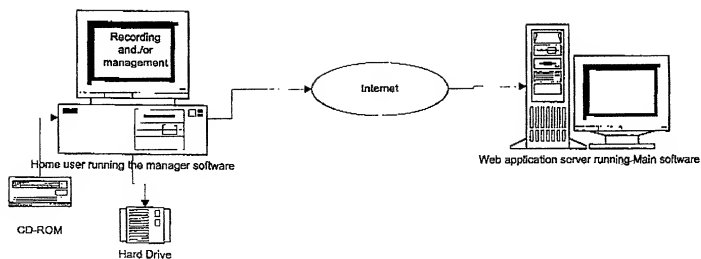 Recording
and./or
management
Internet
Home user running the manager software
Web application server running Main software
CD-ROM
Hard Drive